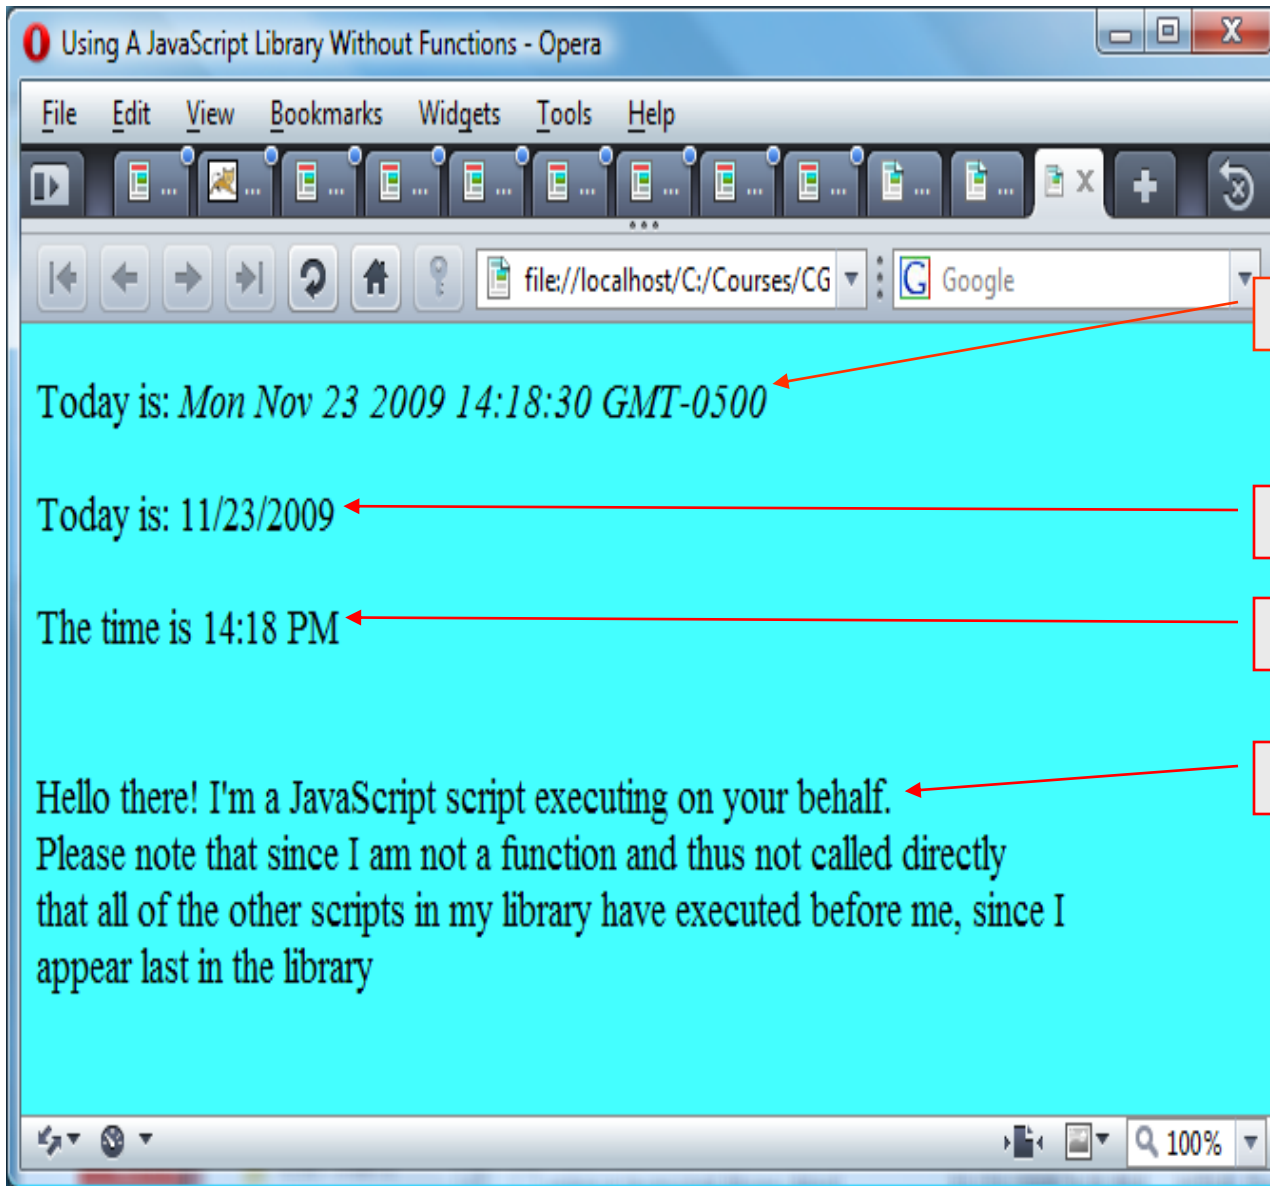 Using A JavaScript Library Without Functions - Opera
File Edit View Bookmarks Widgets Tools Help
... ... ... ... ... ... ... ... ... ... ...
file://localhost/C:/Courses/CG Google
Today is: Mon Nov 23 2009 14:18:30 GMT-0500
Today is: 11/23/2009
The time is 14:18 PM
Hello there! I'm a JavaScript script executing on your behalf.
Please note that since I am not a function and thus not called directly
that all of the other scripts in my library have executed before me, since I
appear last in the library
100%